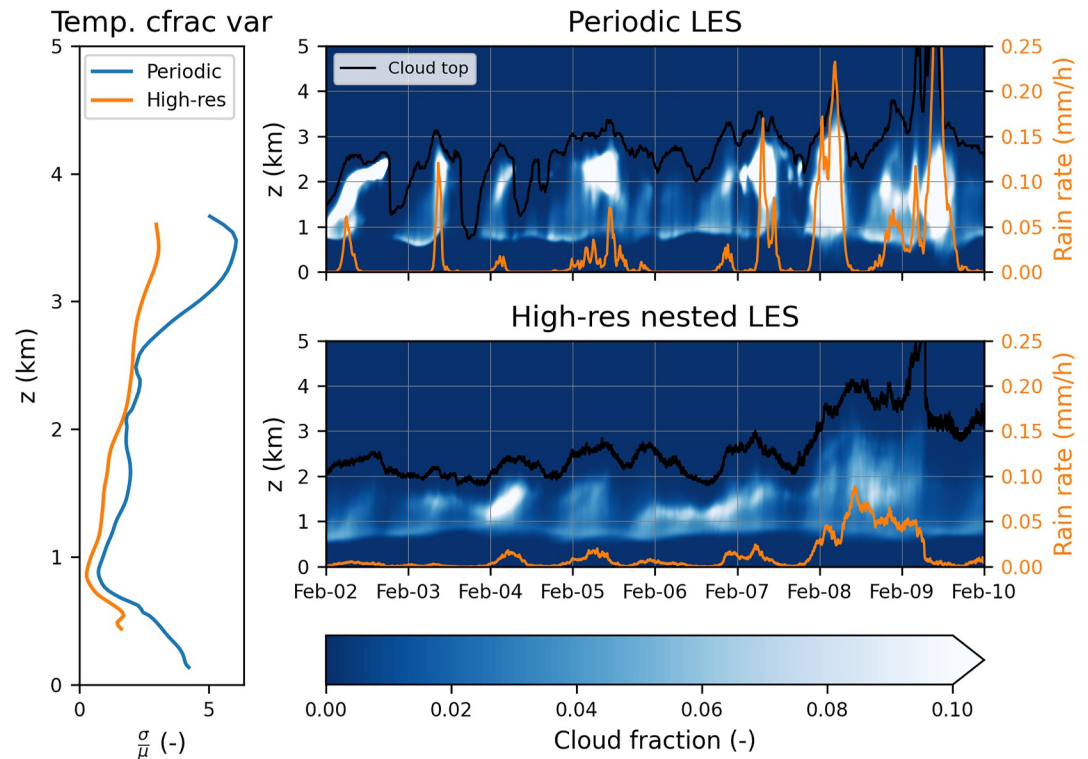 Temp. cfrac var
5
4
3
2
1
0
z (km)
Periodic
High-res
0
5
σ/μ (-)
Periodic LES
Cloud top
5
4
3
2
1
0
z (km)
0.25
0.20
0.15
0.10
0.05
0.00
Rain rate (mm/h)
High-res nested LES
5
4
3
2
1
0
z (km)
0.25
0.20
0.15
0.10
0.05
0.00
Rain rate (mm/h)
Feb-02 Feb-03 Feb-04 Feb-05 Feb-06 Feb-07 Feb-08 Feb-09 Feb-10
0.00 0.02 0.04 0.06 0.08 0.10
Cloud fraction (-)